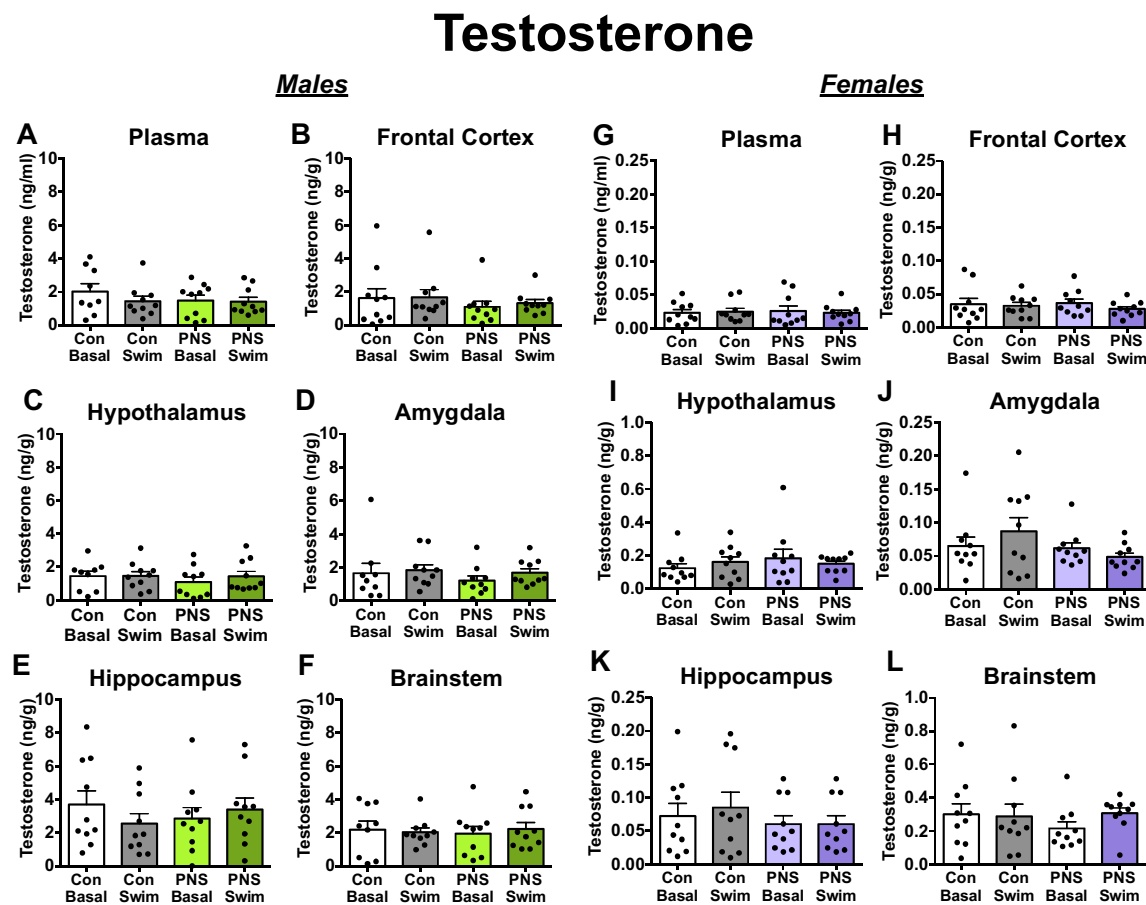 Testosterone
Males
Females
A
Plasma
Testosterone (ng/ml)
10
8
6
4
2
0
Con Basal
Con Swim
PNS Basal
PNS Swim
B
Frontal Cortex
Testosterone (ng/g)
10
8
6
4
2
0
Con Basal
Con Swim
PNS Basal
PNS Swim
G
Plasma
Testosterone (ng/ml)
0.25
0.20
0.15
0.10
0.05
0.00
Con Basal
Con Swim
PNS Basal
PNS Swim
H
Frontal Cortex
Testosterone (ng/g)
0.25
0.20
0.15
0.10
0.05
0.00
Con Basal
Con Swim
PNS Basal
PNS Swim
C
Hypothalamus
Testosterone (ng/g)
10
8
6
4
2
0
Con Basal
Con Swim
PNS Basal
PNS Swim
D
Amygdala
Testosterone (ng/g)
10
8
6
4
2
0
Con Basal
Con Swim
PNS Basal
PNS Swim
I
Hypothalamus
Testosterone (ng/g)
1.0
0.8
0.6
0.4
0.2
0.0
Con Basal
Con Swim
PNS Basal
PNS Swim
J
Amygdala
Testosterone (ng/g)
0.25
0.20
0.15
0.10
0.05
0.00
Con Basal
Con Swim
PNS Basal
PNS Swim
E
Hippocampus
Testosterone (ng/g)
10
8
6
4
2
0
Con Basal
Con Swim
PNS Basal
PNS Swim
F
Brainstem
Testosterone (ng/g)
10
8
6
4
2
0
Con Basal
Con Swim
PNS Basal
PNS Swim
K
Hippocampus
Testosterone (ng/g)
0.25
0.20
0.15
0.10
0.05
0.00
Con Basal
Con Swim
PNS Basal
PNS Swim
L
Brainstem
Testosterone (ng/g)
1.0
0.8
0.6
0.4
0.2
0.0
Con Basal
Con Swim
PNS Basal
PNS Swim